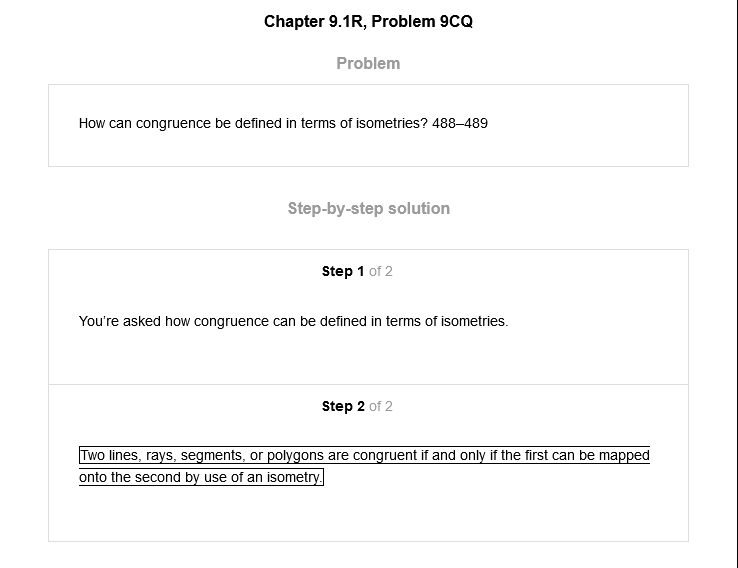 Chapter 9.1R, Problem 9CQ
Problem
How can congruence be defined in terms of isometries? 488–489
Step-by-step solution
Step 1 of 2
You’re asked how congruence can be defined in terms of isometries.
Step 2 of 2
Two lines, rays, segments, or polygons are congruent if and only if the first can be mapped
onto the second by use of an isometry.